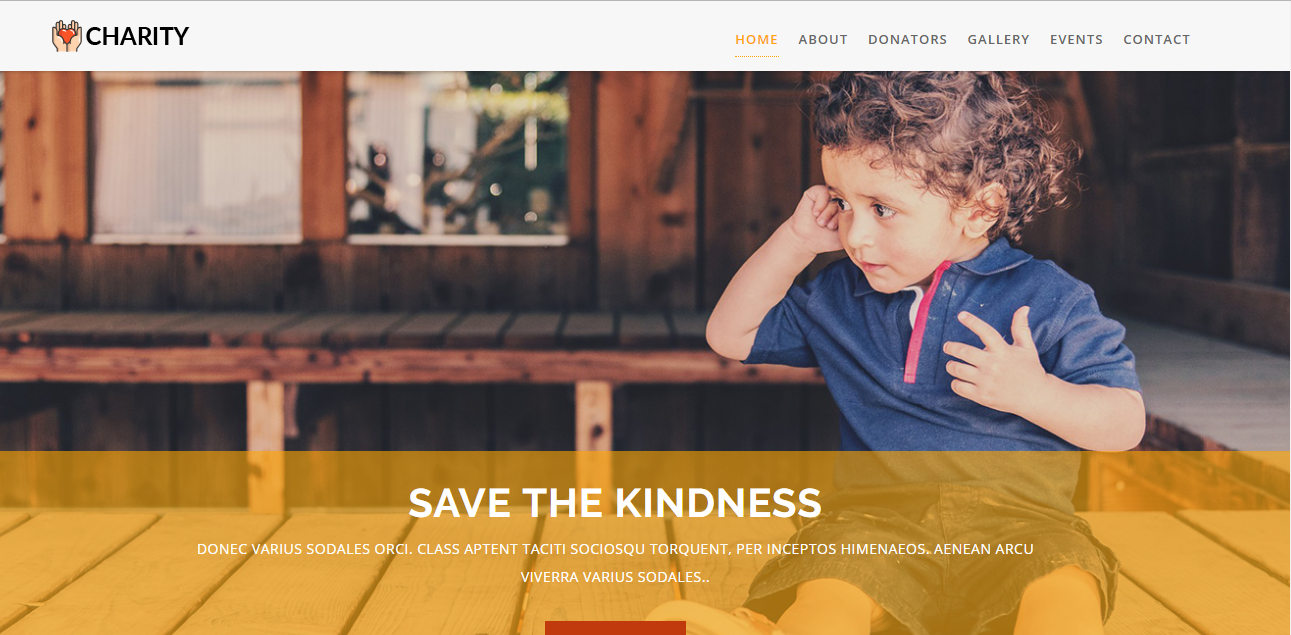 CHARITY
HOME ABOUT DONATORS GALLERY EVENTS CONTACT
SAVE THE KINDNESS
DONEC VARIUS SODALES ORCI. CLASS APTENT TACITI SOCIOSQU TORQUENT, PER INCEPTOS HIMENAEOS. AENEAN ARCU
VIVERRA VARIUS SODALES..